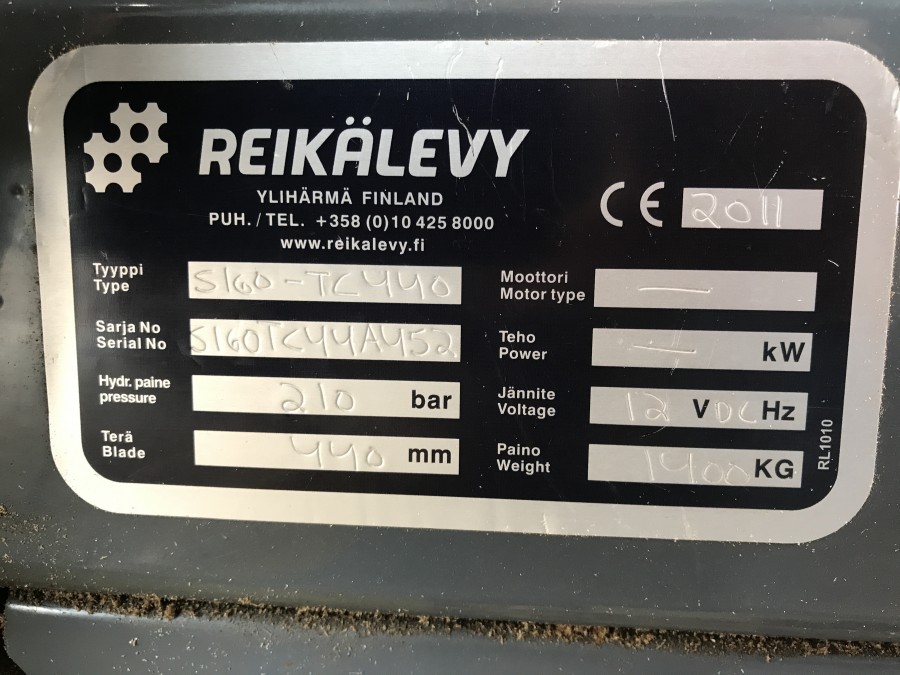 REIKÄLEVY
YLIHÄRMÄ FINLAND
PUH. / TEL. +358 (0)10 425 8000
www.reikalevy.fi
CE 2011
Tyyppi
Type
S160-TC440
Sarja No
Serial No
S160TC44A452
Hydr. paine
pressure
210 bar
Terä
Blade
440 mm
Moottori
Motor type
—
Teho
Power
— kW
Jännite
Voltage
12 V DC Hz
Paino
Weight
1400 KG
RL1010